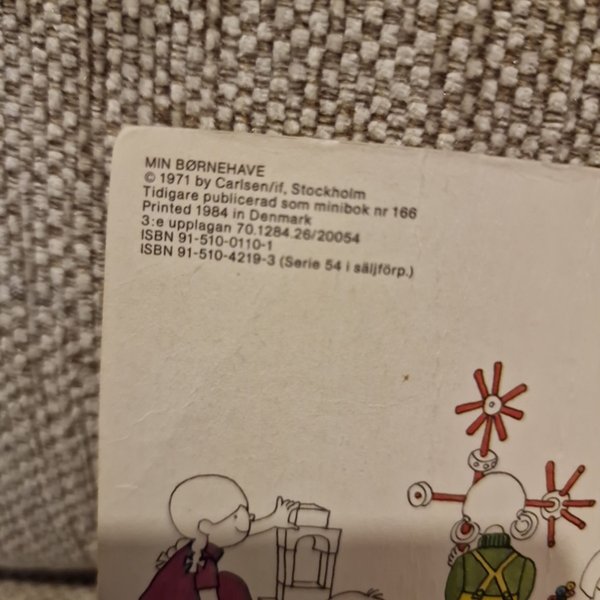 MIN BØRNEHAVE
© 1971 by Carlsen/if, Stockholm
Tidigare publicerad som minibok nr 166
Printed 1984 in Denmark
3:e upplagan 70.1284.26/20054
ISBN 91-510-0110-1
ISBN 91-510-4219-3 (Serie 54 i säljförp.)